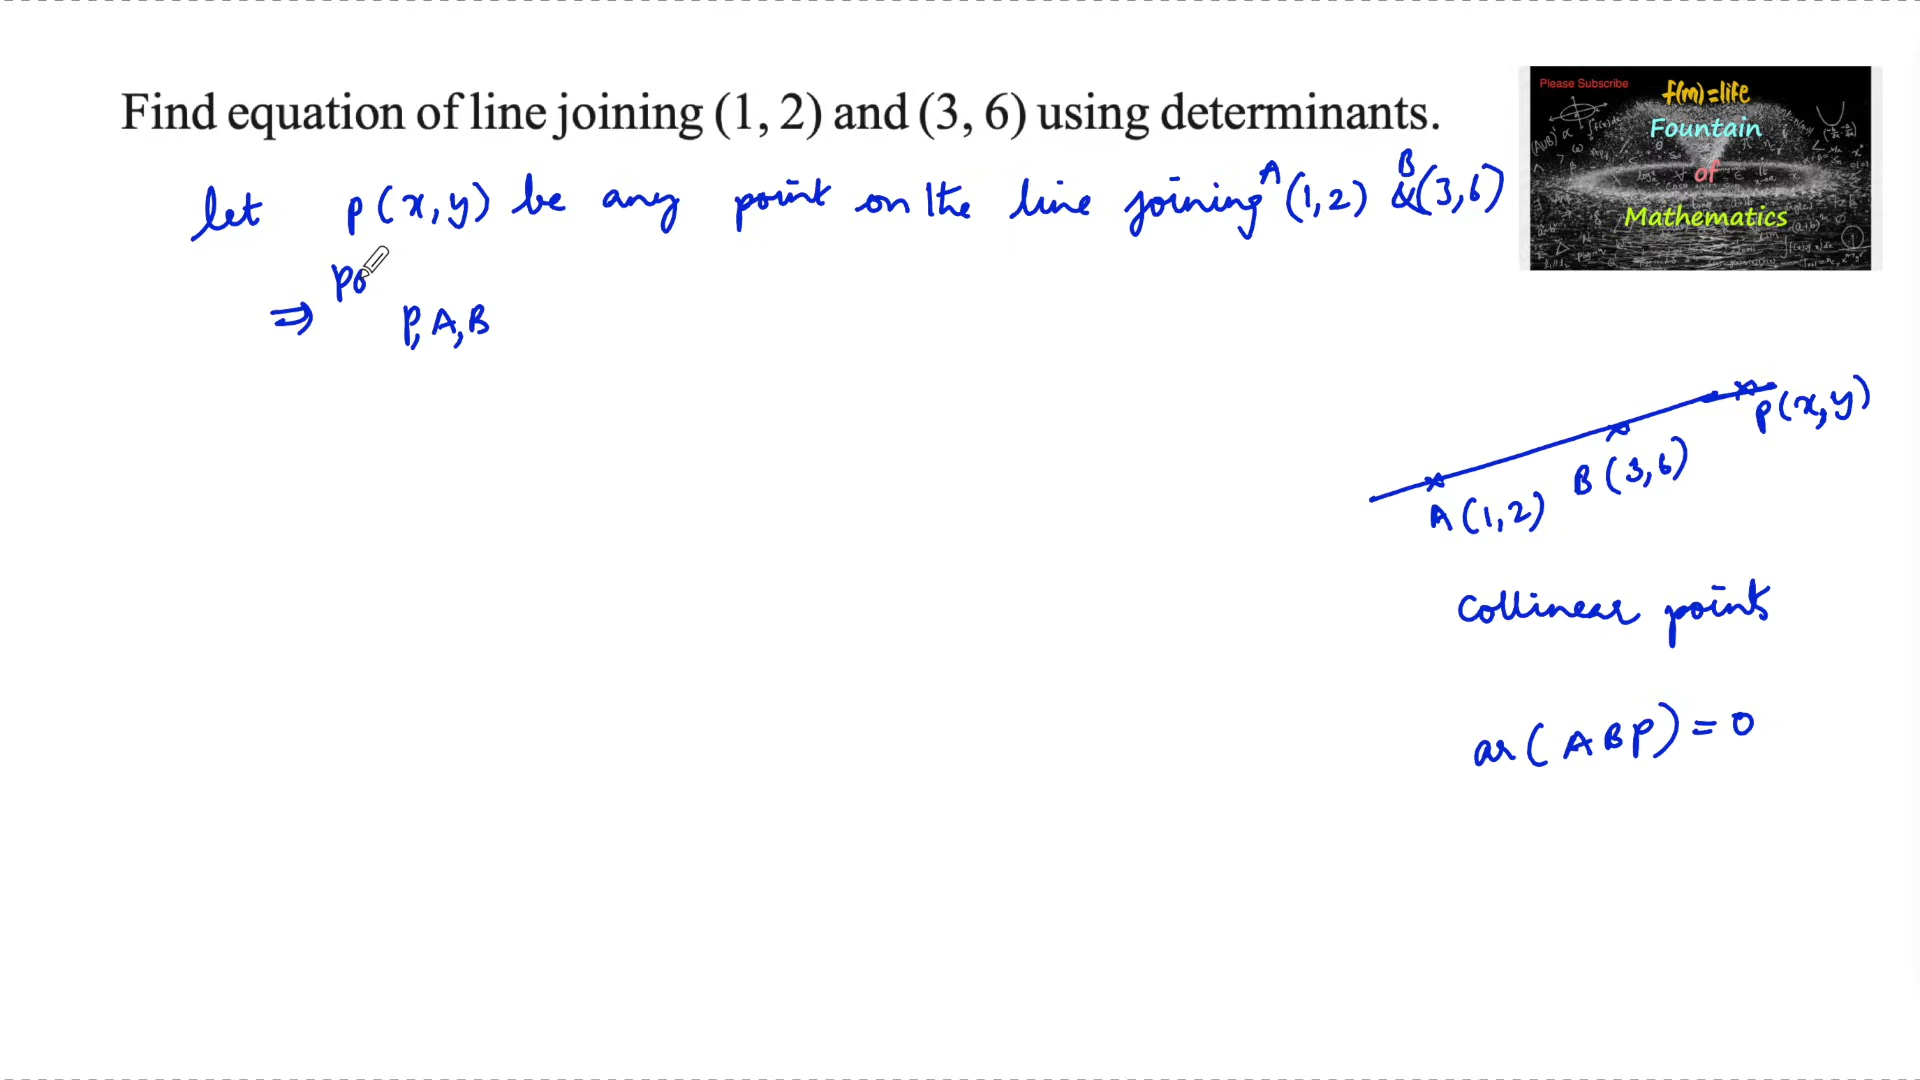 Find equation of line joining (1, 2) and (3, 6) using determinants.
Please Subscribe
f(m)=life
Fountain
of
Mathematics
let P(x,y) be any point on the line joining A(1,2) & B(3,6)
po
⇒ P, A, B
P(x,y)
B(3,6)
A(1,2)
Collinear points
ar(ABP) = 0